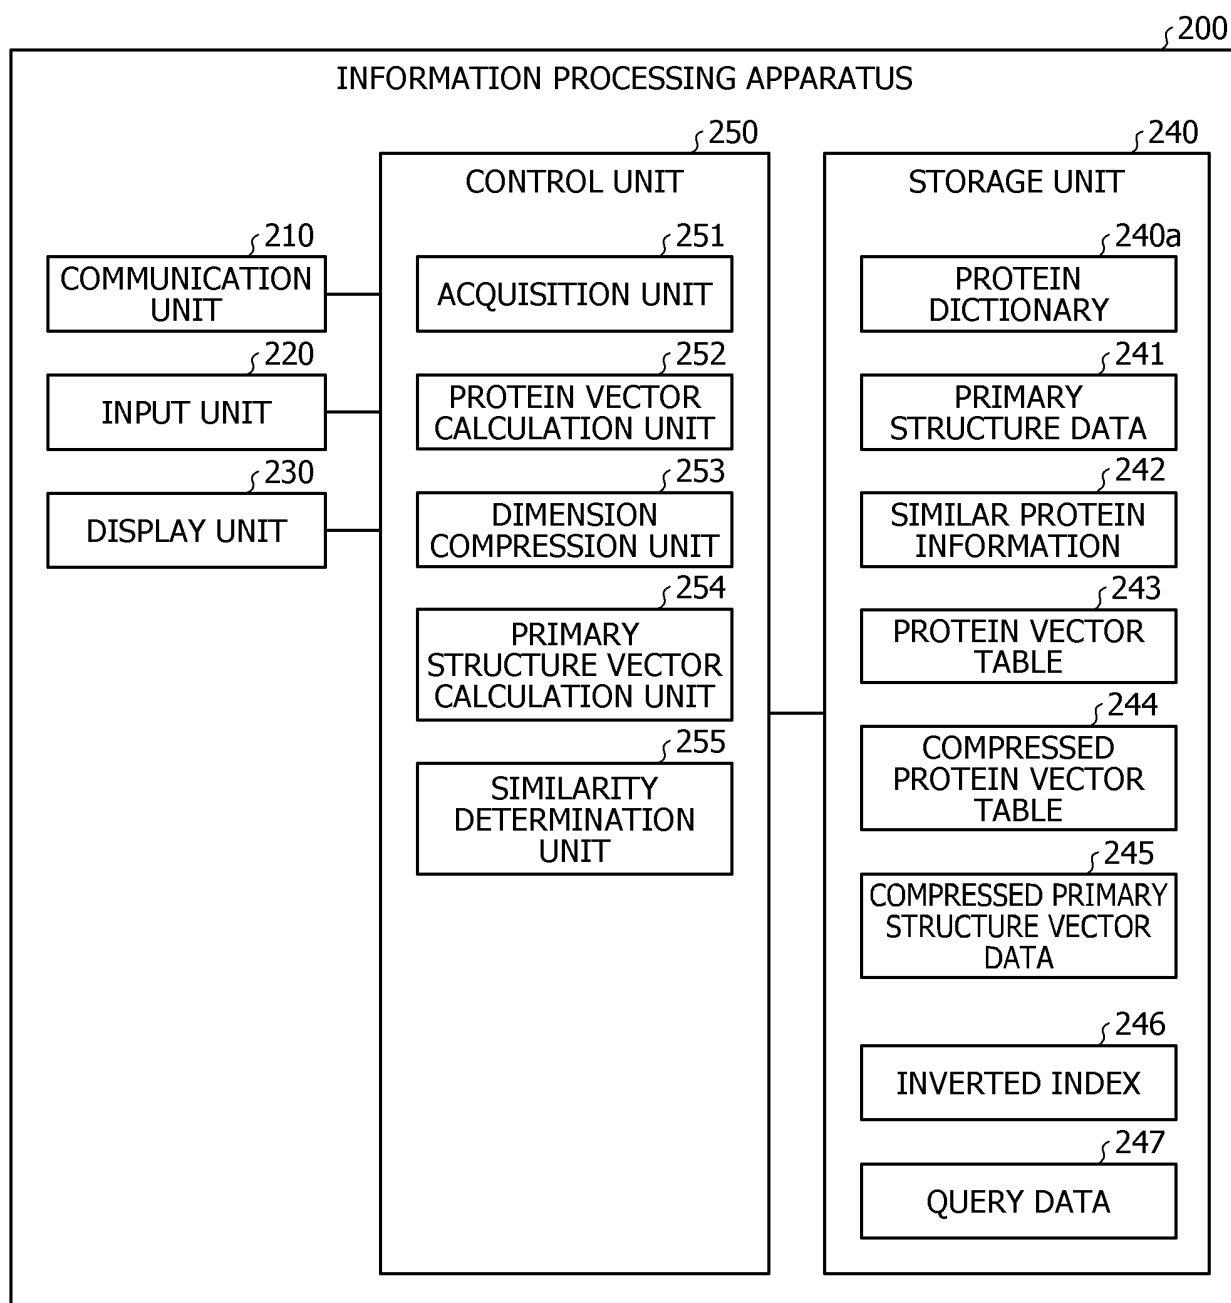 200
INFORMATION PROCESSING APPARATUS
210
COMMUNICATION
UNIT
220
INPUT UNIT
230
DISPLAY UNIT
250
CONTROL UNIT
251
ACQUISITION UNIT
252
PROTEIN VECTOR
CALCULATION UNIT
253
DIMENSION
COMPRESSION UNIT
254
PRIMARY
STRUCTURE VECTOR
CALCULATION UNIT
255
SIMILARITY
DETERMINATION
UNIT
240
STORAGE UNIT
240a
PROTEIN
DICTIONARY
241
PRIMARY
STRUCTURE DATA
242
SIMILAR PROTEIN
INFORMATION
243
PROTEIN VECTOR
TABLE
244
COMPRESSED
PROTEIN VECTOR
TABLE
245
COMPRESSED PRIMARY
STRUCTURE VECTOR
DATA
246
INVERTED INDEX
247
QUERY DATA